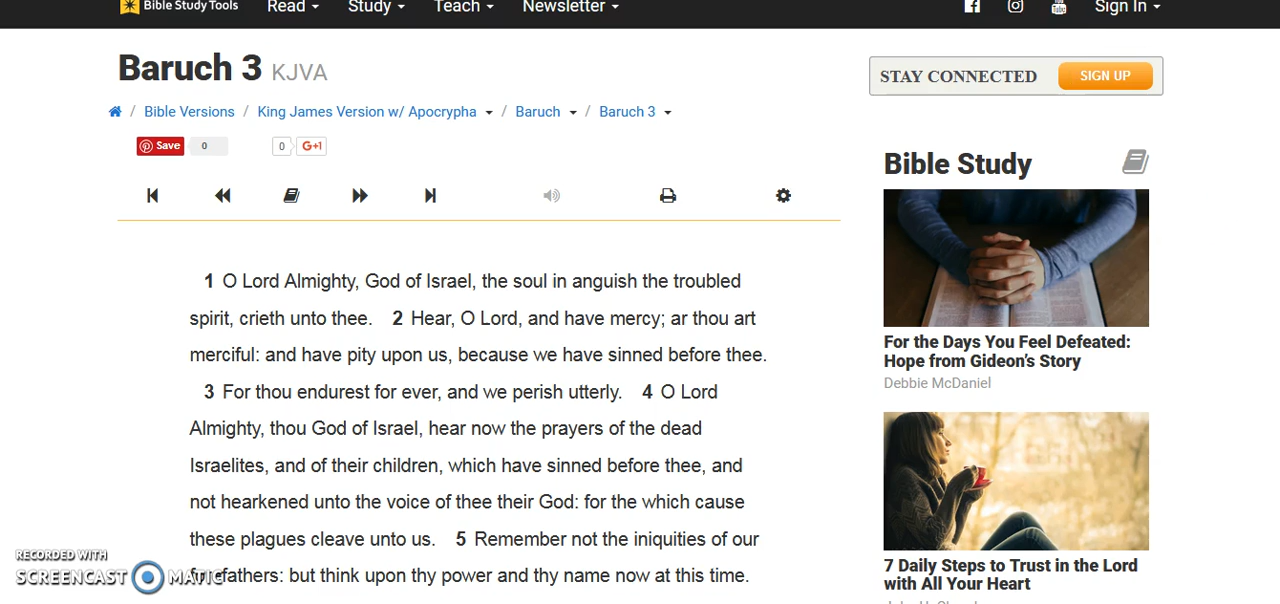 Bible Study Tools Read Study Teach Newsletter Sign In
Baruch 3 KJVA
Bible Versions / King James Version w/ Apocrypha / Baruch / Baruch 3
Save 0 0 G+1
1 O Lord Almighty, God of Israel, the soul in anguish the troubled
spirit, crieth unto thee. 2 Hear, O Lord, and have mercy; ar thou art
merciful: and have pity upon us, because we have sinned before thee.
3 For thou endurest for ever, and we perish utterly. 4 O Lord
Almighty, thou God of Israel, hear now the prayers of the dead
Israelites, and of their children, which have sinned before thee, and
not hearkened unto the voice of thee their God: for the which cause
these plagues cleave unto us. 5 Remember not the iniquities of our
: but think upon thy power and thy name now at this time.
RECORDED WITH
SCREENCAST MATIC
STAY CONNECTED SIGN UP
Bible Study
For the Days You Feel Defeated:
Hope from Gideon's Story
Debbie McDaniel
7 Daily Steps to Trust in the Lord
with All Your Heart